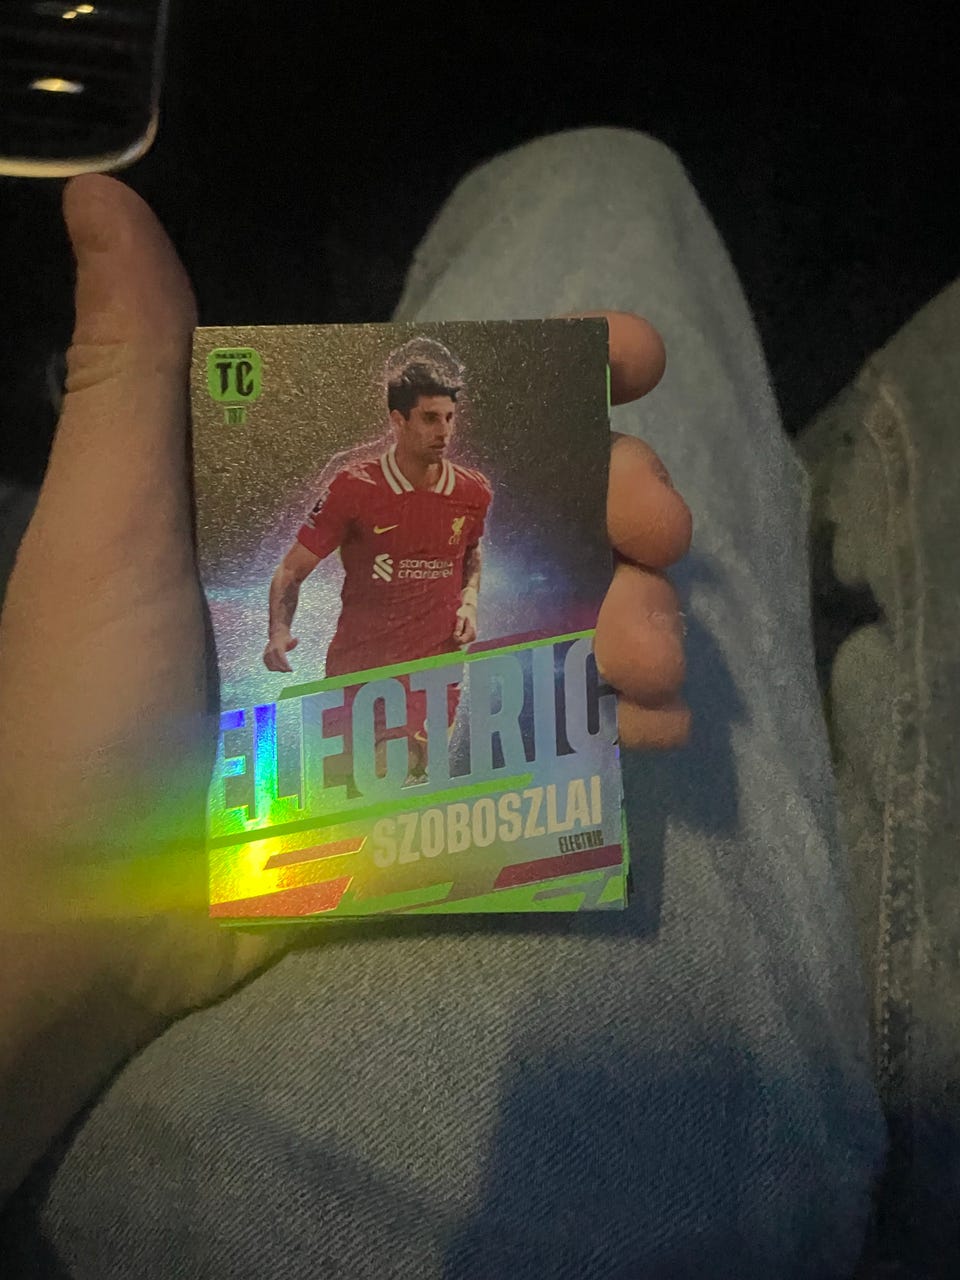 TC
standard
chartered
ELECTRIC
SZOBOSZLAI
ELECTRIC